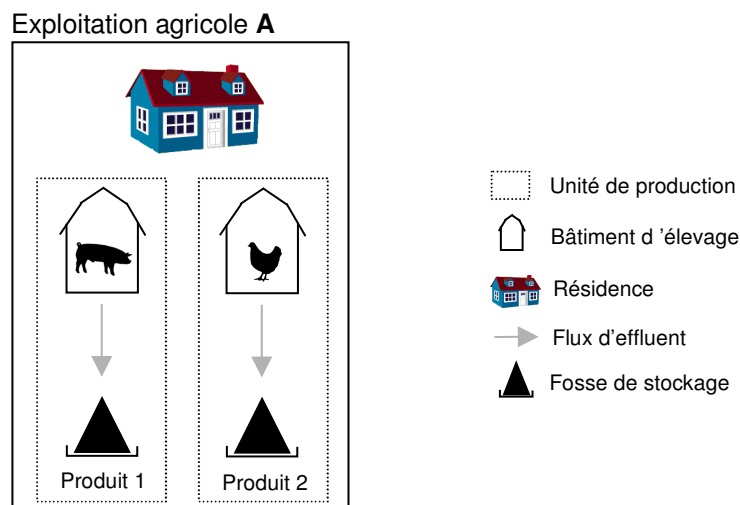 Exploitation agricole A
Produit 1
Produit 2
Unité de production
Bâtiment d ’élevage
Résidence
Flux d’effluent
Fosse de stockage